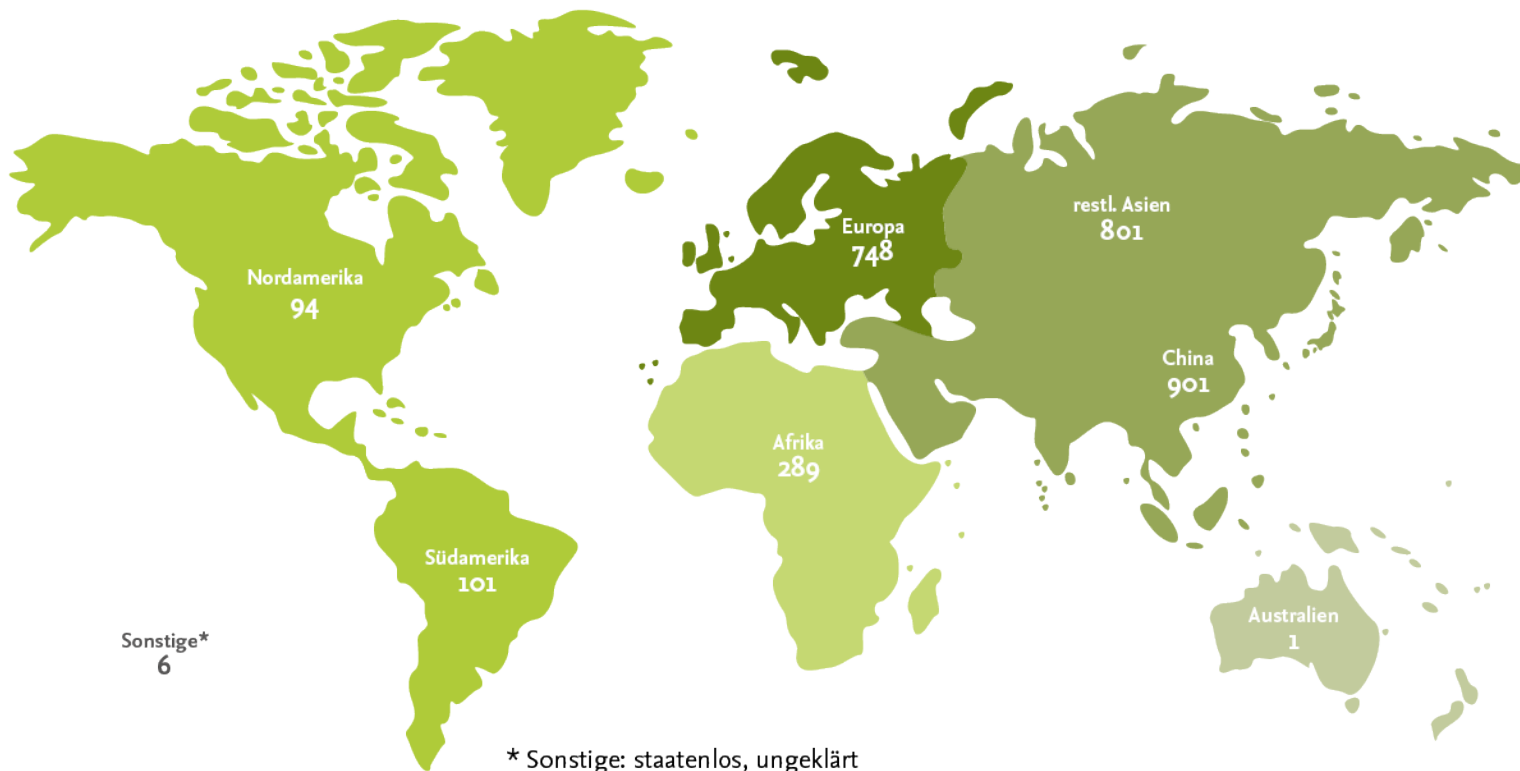 restl. Asien
801
Europa
748
Nordamerika
94
China
901
Afrika
289
Südamerika
101
Australien
1
Sonstige*
6
* Sonstige: staatenlos, ungeklärt